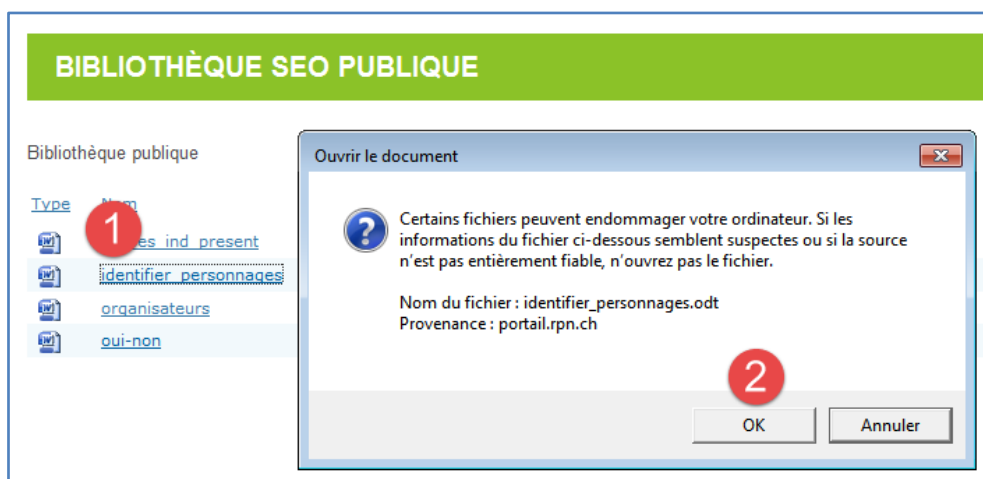 BIBLIOTHÈQUE SEO PUBLIQUE
Bibliothèque publique
Type
1
es_ind_present
identifier_personnages
organisateurs
oui-non
Ouvrir le document
Certains fichiers peuvent endommager votre ordinateur. Si les
informations du fichier ci-dessous semblent suspectes ou si la source
n'est pas entièrement fiable, n'ouvrez pas le fichier.
Nom du fichier : identifier_personnages.odt
Provenance : portail.rpn.ch
2
OK Annuler